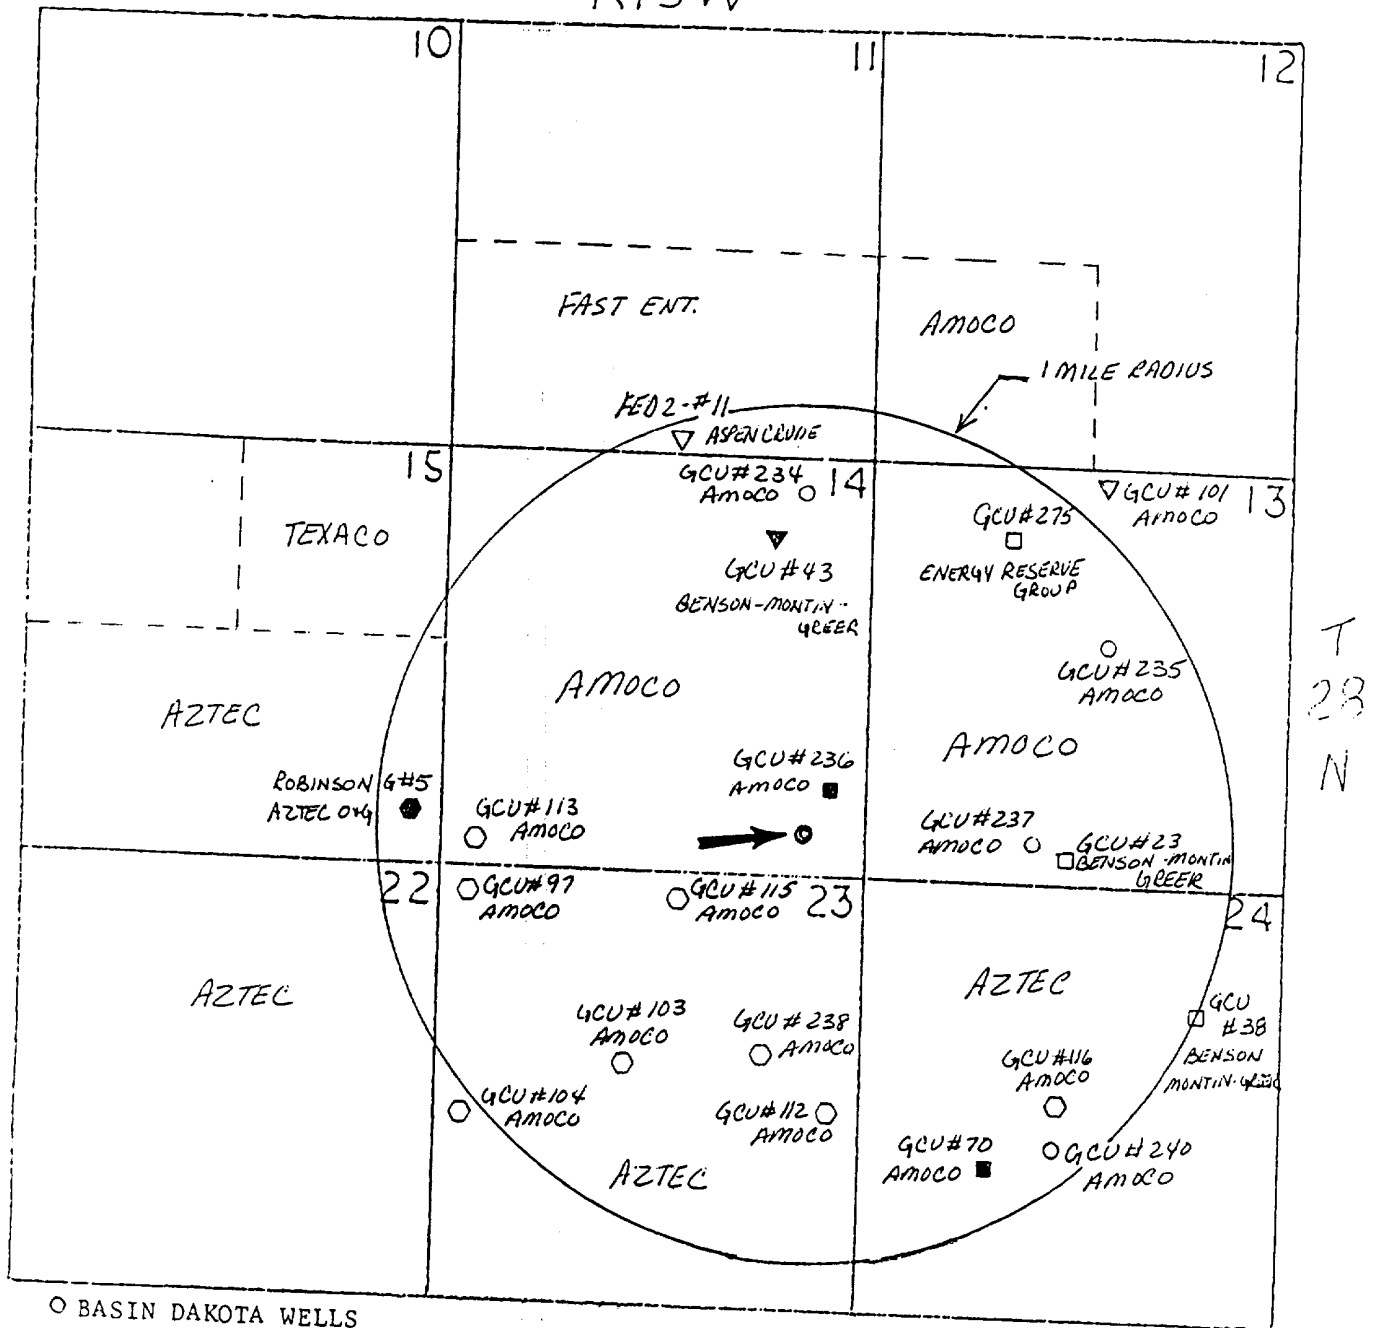 10
11
12
FAST ENT.
AMOCO
1 MILE RADIUS
FED 2-#11
ASPEN CRUDE
15
GCU#234
AMOCO
14
GCU#101
AMOCO
13
TEXACO
GCU#275
ENERGY RESERVE
GROUP
GCU#43
BENSON-MONTIN-
GREER
GCU#235
AMOCO
T
28
N
AMOCO
AZTEC
AMOCO
GCU#236
AMOCO
ROBINSON G#5
AZTEC O+G
GCU#113
AMOCO
GCU#237
AMOCO
GCU#23
BENSON-MONTIN
GREER
22
GCU#97
AMOCO
GCU#115
AMOCO
23
24
AZTEC
AZTEC
GCU
#38
BENSON
GCU#103
AMOCO
GCU#238
AMOCO
GCU#116
AMOCO
GCU#104
AMOCO
GCU#112
AMOCO
GCU#70
AMOCO
GCU#240
AMOCO
AZTEC
BASIN DAKOTA WELLS